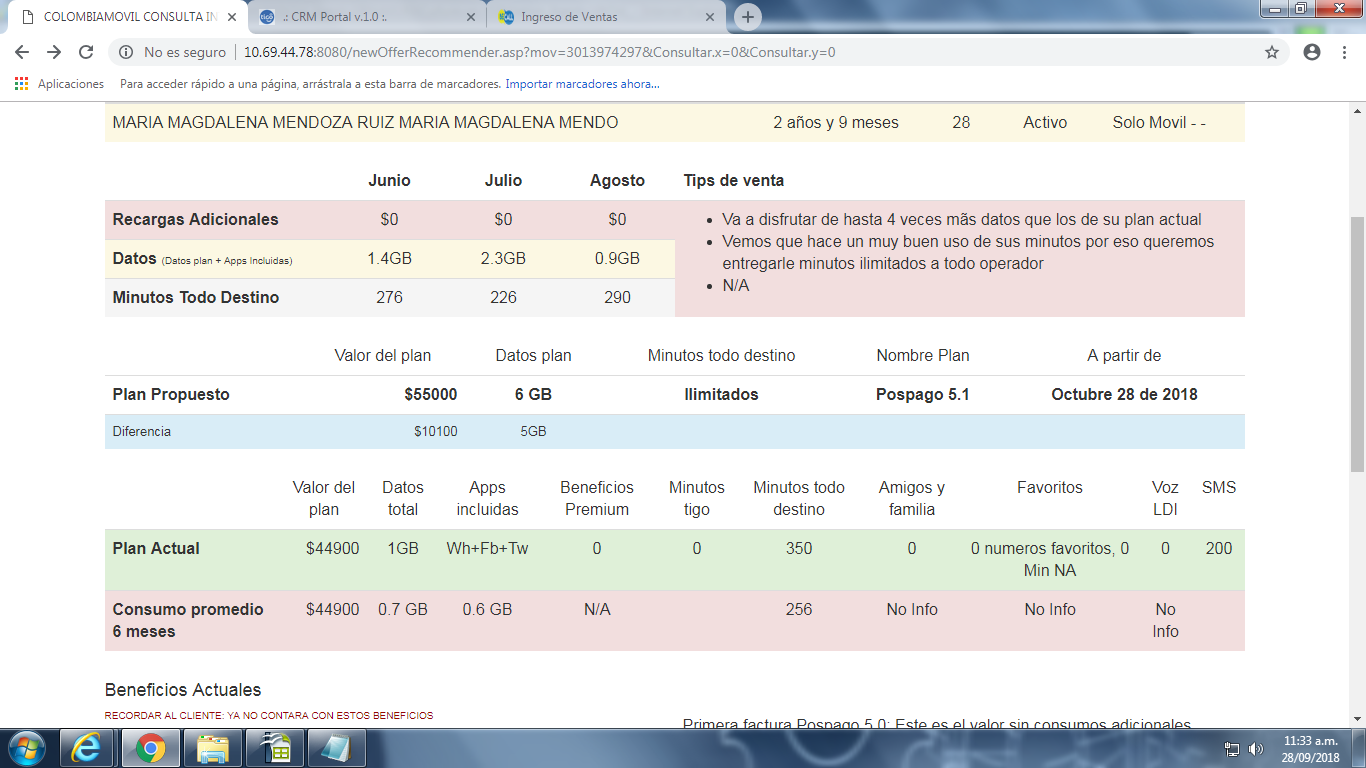 COLOMBIAMOVIL CONSULTA IN
.: CRM Portal v.1.0 :.
Ingreso de Ventas
No es seguro | 10.69.44.78:8080/newOfferRecommender.asp?mov=3013974297&Consultar.x=0&Consultar.y=0
Aplicaciones Para acceder rápido a una página, arrástrala a esta barra de marcadores. Importar marcadores ahora...
MARIA MAGDALENA MENDOZA RUIZ MARIA MAGDALENA MENDO 2 años y 9 meses 28 Activo Solo Movil - -
Junio Julio Agosto Tips de venta
Recargas Adicionales $0 $0 $0
Datos (Datos plan + Apps Incluidas) 1.4GB 2.3GB 0.9GB
Minutos Todo Destino 276 226 290
• Va a disfrutar de hasta 4 veces mãs datos que los de su plan actual
• Vemos que hace un muy buen uso de sus minutos por eso queremos
entregarle minutos ilimitados a todo operador
• N/A
Valor del plan Datos plan Minutos todo destino Nombre Plan A partir de
Plan Propuesto $55000 6 GB Ilimitados Pospago 5.1 Octubre 28 de 2018
Diferencia $10100 5GB
Valor del plan Datos total Apps incluidas Beneficios Premium Minutos tigo Minutos todo destino Amigos y familia Favoritos Voz LDI SMS
Plan Actual $44900 1GB Wh+Fb+Tw 0 0 350 0 0 numeros favoritos, 0 Min NA 0 200
Consumo promedio 6 meses $44900 0.7 GB 0.6 GB N/A 256 No Info No Info No Info
Beneficios Actuales
RECORDAR AL CLIENTE: YA NO CONTARA CON ESTOS BENEFICIOS
Primera factura Pospago 5.0: Este es el valor sin consumos adicionales
11:33 a.m.
28/09/2018